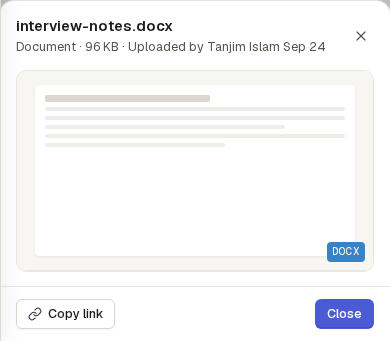 interview-notes.docx
Document · 96 KB · Uploaded by Tanjim Islam Sep 24
DOCX
Copy link
Close